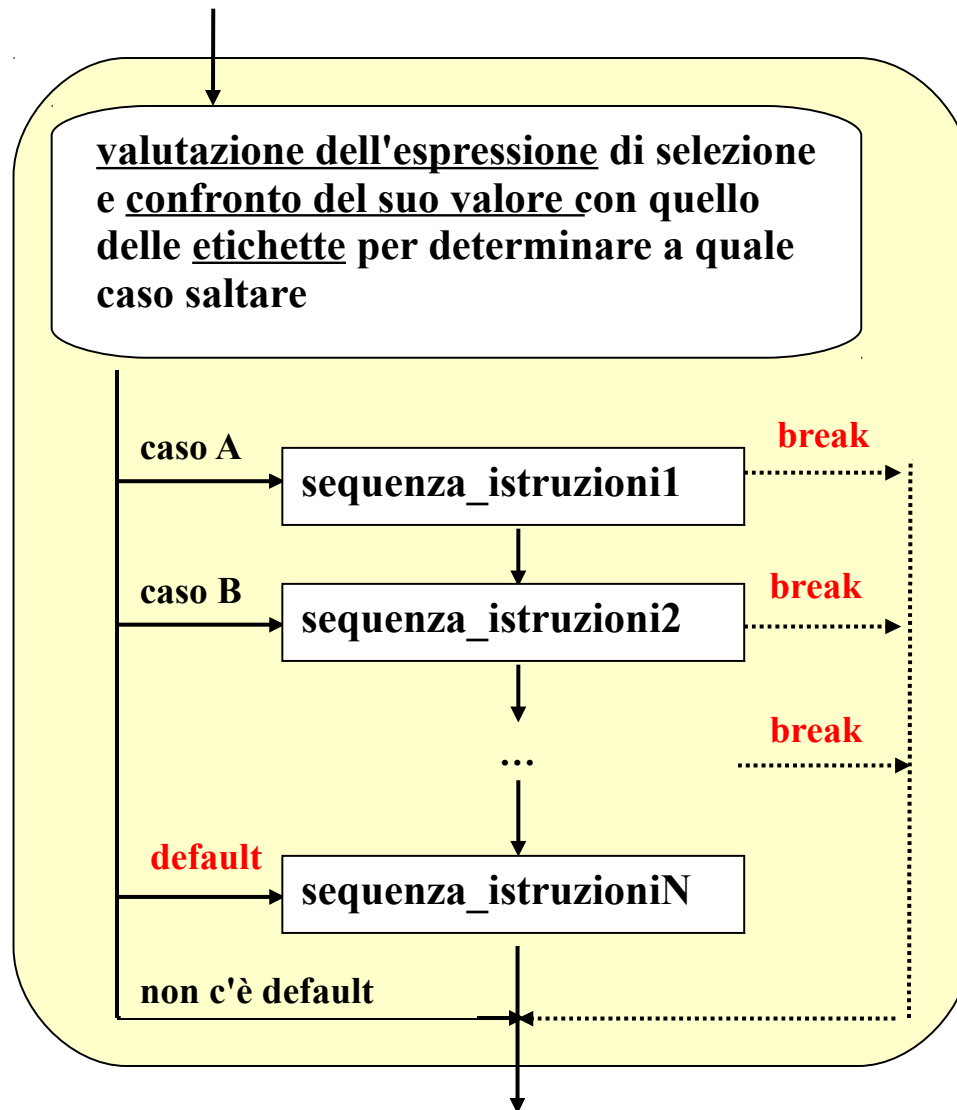 valutazione dell'espressione di selezione
e confronto del suo valore con quello
delle etichette per determinare a quale
caso saltare
caso A
break
sequenza_istruzioni1
caso B
break
sequenza_istruzioni2
break
...
default
sequenza_istruzioniN
non c'è default